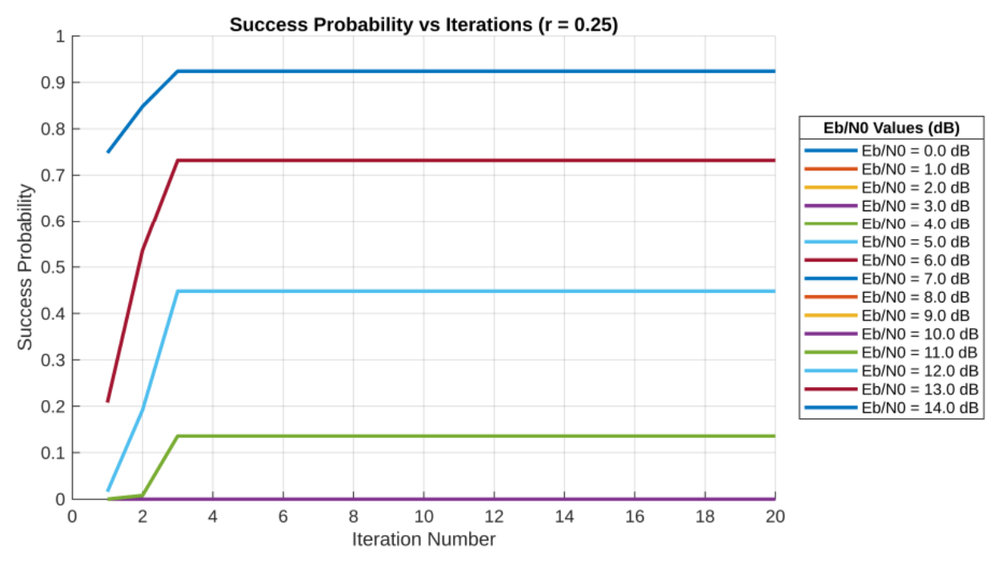 Success Probability vs Iterations (r = 0.25)
1
0.9
0.8
0.7
0.6
0.5
0.4
0.3
0.2
0.1
0
Success Probability
0 2 4 6 8 10 12 14 16 18 20
Iteration Number
Eb/N0 Values (dB)
Eb/N0 = 0.0 dB
Eb/N0 = 1.0 dB
Eb/N0 = 2.0 dB
Eb/N0 = 3.0 dB
Eb/N0 – 4.0 dB
Eb/N0 = 5.0 dB
Eb/N0 = 6.0 dB
Eb/N0 = 7.0 dB
Eb/N0 = 8.0 dB
Eb/N0 = 9.0 dB
Eb/N0 = 10.0 dB
Eb/N0 = 11.0 dB
Eb/N0 = 12.0 dB
Eb/N0 = 13.0 dB
Eb/N0 = 14.0 dB